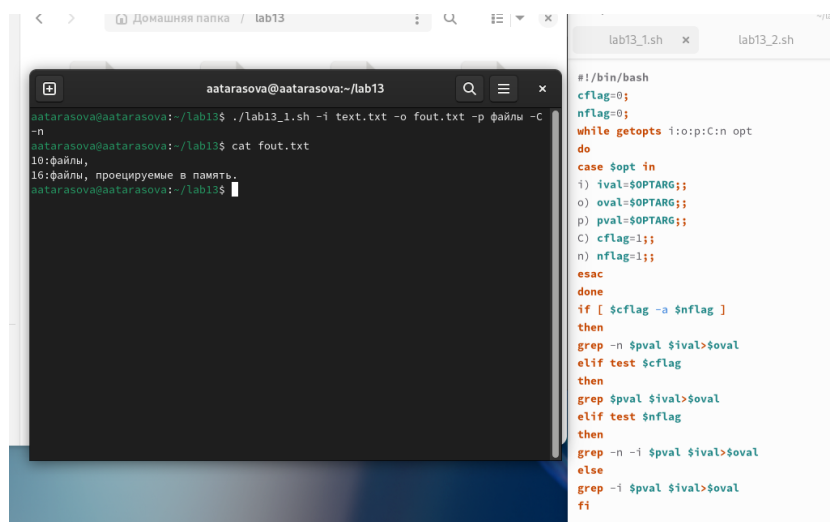 Домашняя папка / lab13
aatarasova@aatarasova:~/lab13
aatarasova@aatarasova:~/lab13$ ./lab13_1.sh -i text.txt -o fout.txt -p файлы -C
-n
aatarasova@aatarasova:~/lab13$ cat fout.txt
10:файлы,
16:файлы, проецируемые в память.
aatarasova@aatarasova:~/lab13$
lab13_1.sh × lab13_2.sh
#!/bin/bash
cflag=0;
nflag=0;
while getopts i:o:p:C:n opt
do
case $opt in
i) ival=$OPTARG;;
o) oval=$OPTARG;;
p) pval=$OPTARG;;
C) cflag=1;;
n) nflag=1;;
esac
done
if [ $cflag -a $nflag ]
then
grep -n $pval $ival>$oval
elif test $cflag
then
grep $pval $ival>$oval
elif test $nflag
then
grep -n -i $pval $ival>$oval
else
grep -i $pval $ival>$oval
fi